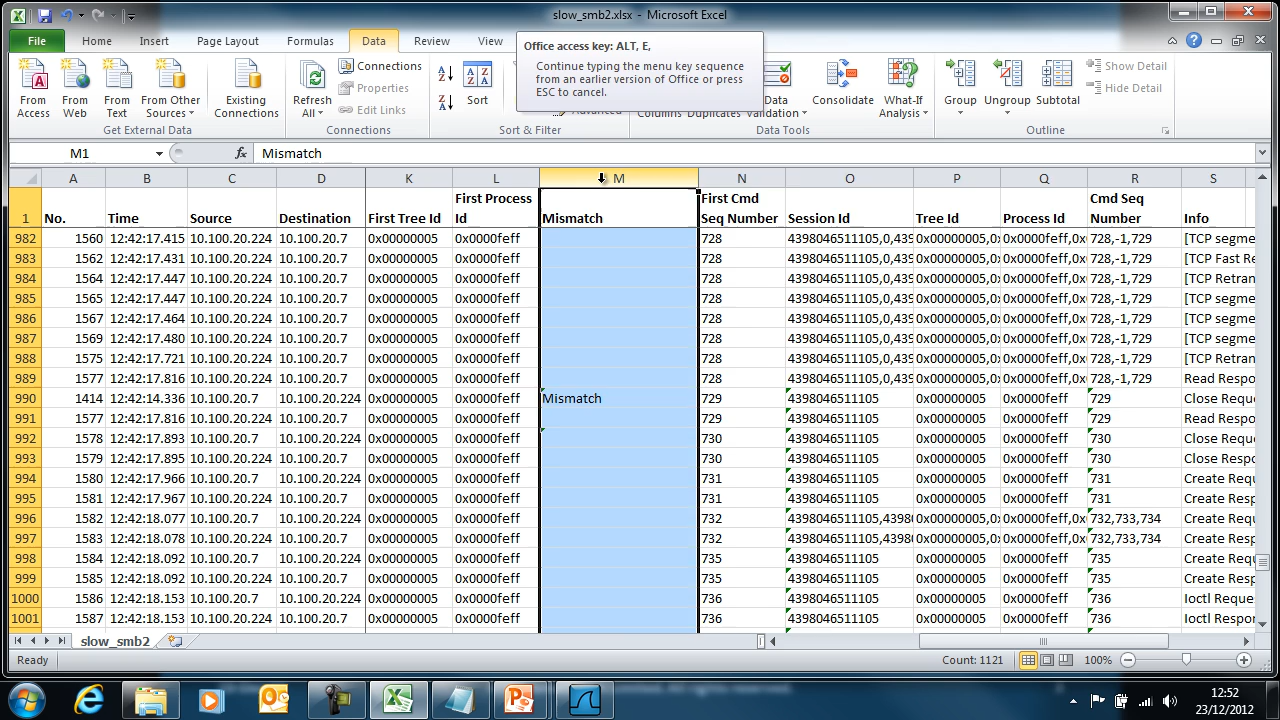 slow_smb2.xlsx - Microsoft Excel
File Home Insert Page Layout Formulas Data Review View
Office access key: ALT, E,
Continue typing the menu key sequence
from an earlier version of Office or press
ESC to cancel.
From Access From Web From Text From Other Sources Existing Connections
Get External Data
Refresh All Connections Properties Edit Links
Connections
A Z Z A Sort
Sort & Filter
Data Consolidate What-If Analysis
Data Tools
Group Ungroup Subtotal Show Detail Hide Detail
Outline
M1 fx Mismatch
A B C D K L M N O P Q R S
1 No. Time Source Destination First Tree Id First Process Id Mismatch First Cmd Seq Number Session Id Tree Id Process Id Cmd Seq Number Info
982 1560 12:42:17.415 10.100.20.224 10.100.20.7 0x00000005 0x0000feff 728 4398046511105,0,439 0x00000005,0x 0x0000feff,0x 728,-1,729 [TCP segme
983 1562 12:42:17.431 10.100.20.224 10.100.20.7 0x00000005 0x0000feff 728 4398046511105,0,439 0x00000005,0x 0x0000feff,0x 728,-1,729 [TCP Fast Re
984 1564 12:42:17.447 10.100.20.224 10.100.20.7 0x00000005 0x0000feff 728 4398046511105,0,439 0x00000005,0x 0x0000feff,0x 728,-1,729 [TCP Retran
985 1565 12:42:17.447 10.100.20.224 10.100.20.7 0x00000005 0x0000feff 728 4398046511105,0,439 0x00000005,0x 0x0000feff,0x 728,-1,729 [TCP segme
986 1567 12:42:17.464 10.100.20.224 10.100.20.7 0x00000005 0x0000feff 728 4398046511105,0,439 0x00000005,0x 0x0000feff,0x 728,-1,729 [TCP segme
987 1569 12:42:17.480 10.100.20.224 10.100.20.7 0x00000005 0x0000feff 728 4398046511105,0,439 0x00000005,0x 0x0000feff,0x 728,-1,729 [TCP segme
988 1575 12:42:17.721 10.100.20.224 10.100.20.7 0x00000005 0x0000feff 728 4398046511105,0,439 0x00000005,0x 0x0000feff,0x 728,-1,729 [TCP Retran
989 1577 12:42:17.816 10.100.20.224 10.100.20.7 0x00000005 0x0000feff 728 4398046511105,0,439 0x00000005,0x 0x0000feff,0x 728,-1,729 Read Respo
990 1414 12:42:14.336 10.100.20.7 10.100.20.224 0x00000005 0x0000feff Mismatch 729 4398046511105 0x00000005 0x0000feff 729 Close Reque
991 1577 12:42:17.816 10.100.20.224 10.100.20.7 0x00000005 0x0000feff 729 4398046511105 0x00000005 0x0000feff 729 Read Respo
992 1578 12:42:17.893 10.100.20.7 10.100.20.224 0x00000005 0x0000feff 730 4398046511105 0x00000005 0x0000feff 730 Close Reque
993 1579 12:42:17.895 10.100.20.224 10.100.20.7 0x00000005 0x0000feff 730 4398046511105 0x00000005 0x0000feff 730 Close Respo
994 1580 12:42:17.966 10.100.20.7 10.100.20.224 0x00000005 0x0000feff 731 4398046511105 0x00000005 0x0000feff 731 Create Requ
995 1581 12:42:17.967 10.100.20.224 10.100.20.7 0x00000005 0x0000feff 731 4398046511105 0x00000005 0x0000feff 731 Create Resp
996 1582 12:42:18.077 10.100.20.7 10.100.20.224 0x00000005 0x0000feff 732 4398046511105,43980 0x00000005,0x 0x0000feff,0x 732,733,734 Create Requ
997 1583 12:42:18.078 10.100.20.224 10.100.20.7 0x00000005 0x0000feff 732 4398046511105,43980 0x00000005,0x 0x0000feff,0x 732,733,734 Create Resp
998 1584 12:42:18.092 10.100.20.7 10.100.20.224 0x00000005 0x0000feff 735 4398046511105 0x00000005 0x0000feff 735 Create Requ
999 1585 12:42:18.092 10.100.20.224 10.100.20.7 0x00000005 0x0000feff 735 4398046511105 0x00000005 0x0000feff 735 Create Resp
1000 1586 12:42:18.153 10.100.20.7 10.100.20.224 0x00000005 0x0000feff 736 4398046511105 0x00000005 0x0000feff 736 Ioctl Reque
1001 1587 12:42:18.153 10.100.20.224 10.100.20.7 0x00000005 0x0000feff 736 4398046511105 0x00000005 0x0000feff 736 Ioctl Respon
slow_smb2
Ready Count: 1121 100%
12:52
23/12/2012